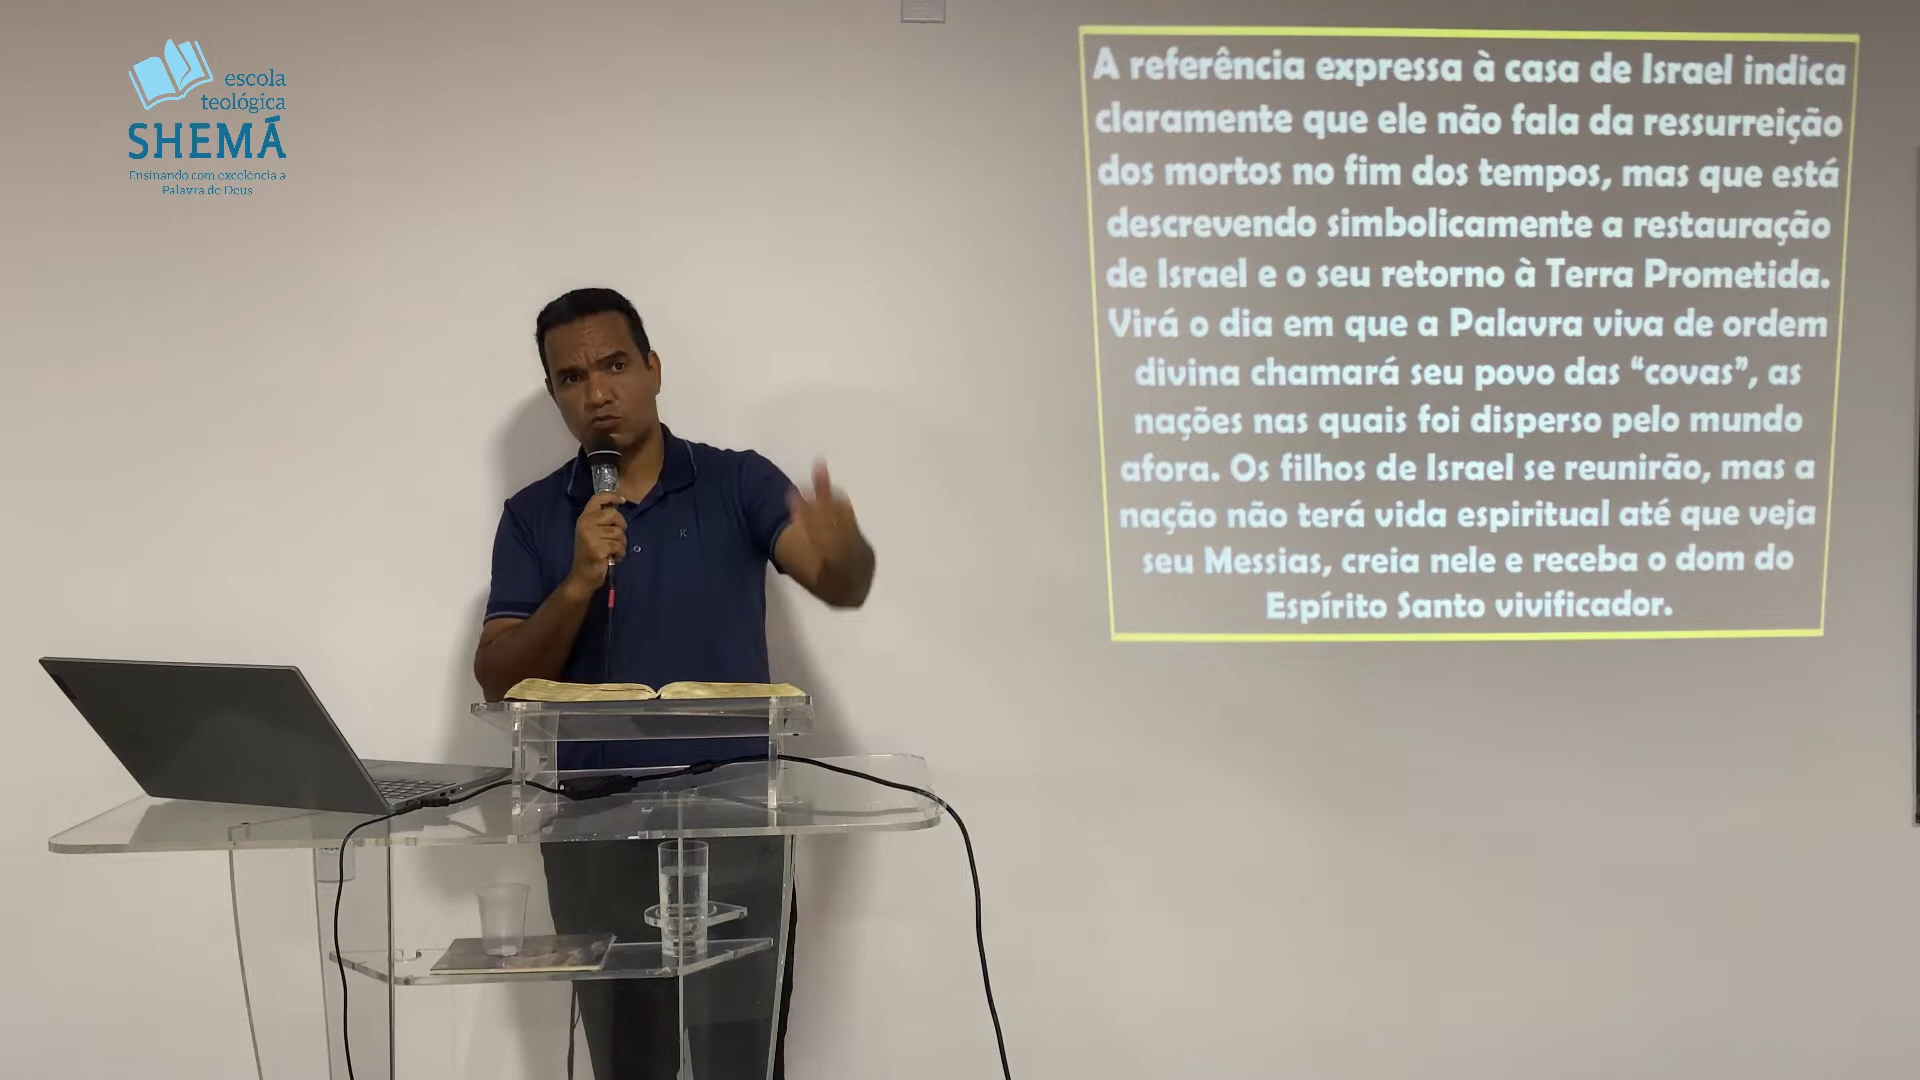 escola
teológica
SHEMÁ
Ensinando com excelência a
Palavra de Deus
A referência expressa à casa de Israel indica
claramente que ele não fala da ressurreição
dos mortos no fim dos tempos, mas que está
descrevendo simbolicamente a restauração
de Israel e o seu retorno à Terra Prometida.
Virá o dia em que a Palavra viva de ordem
divina chamará seu povo das “covas”, as
nações nas quais foi disperso pelo mundo
afora. Os filhos de Israel se reunirão, mas a
nação não terá vida espiritual até que veja
seu Messias, creia nele e receba o dom do
Espírito Santo vivificador.
K